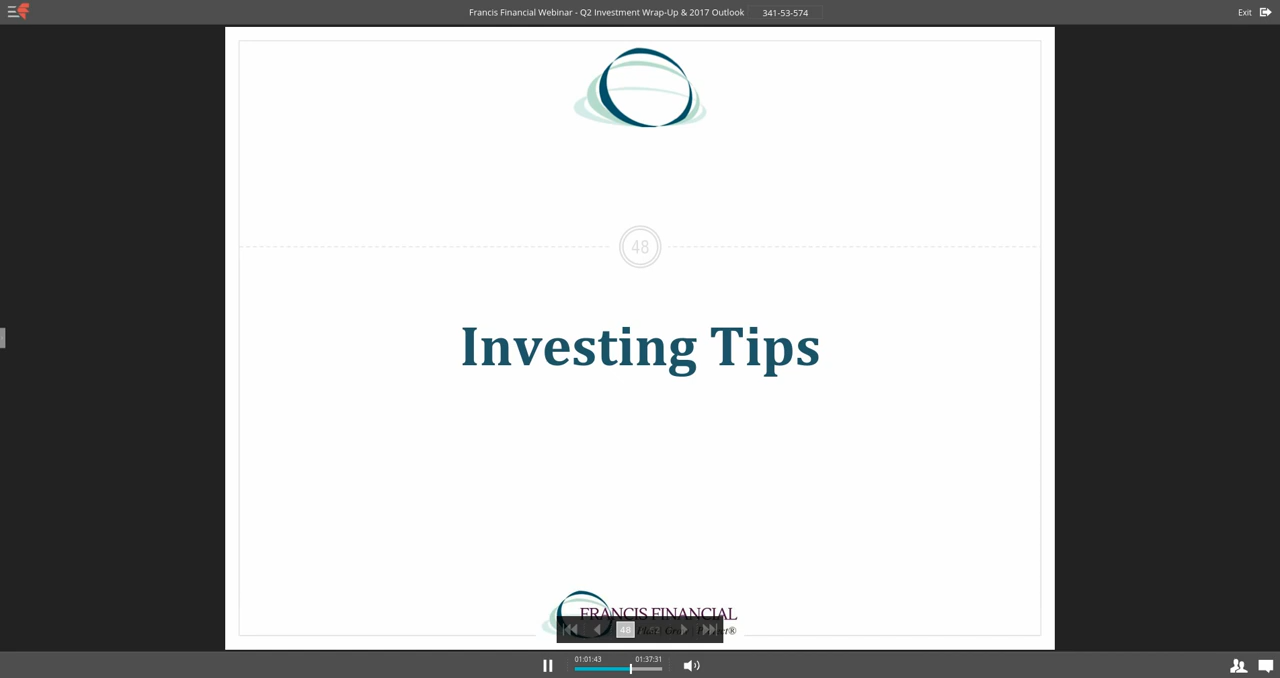 Francis Financial Webinar - Q2 Investment Wrap-Up & 2017 Outlook 341-53-574 Exit
48
Investing Tips
FRANCIS FINANCIAL
48
01:01:43 01:37:31